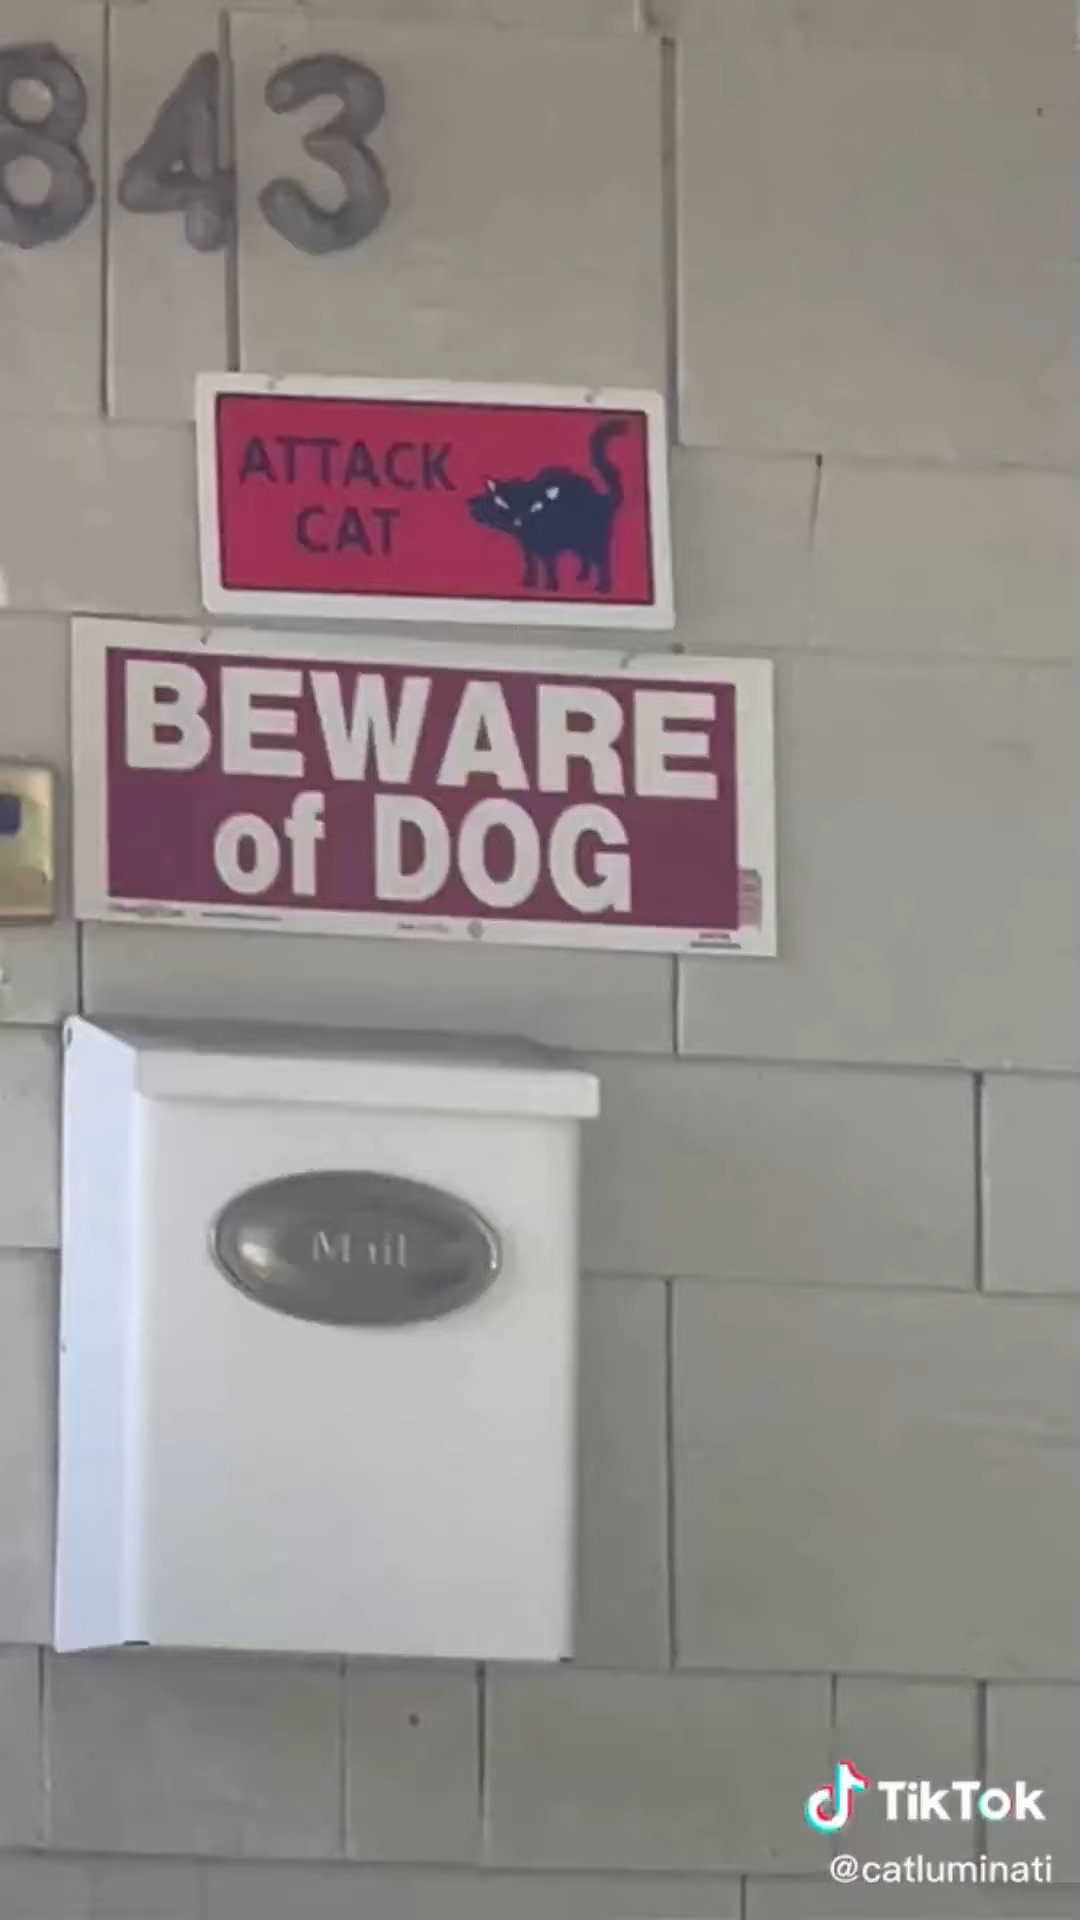 843
ATTACK
CAT
BEWARE
of DOG
Mail
TikTok
@catluminati